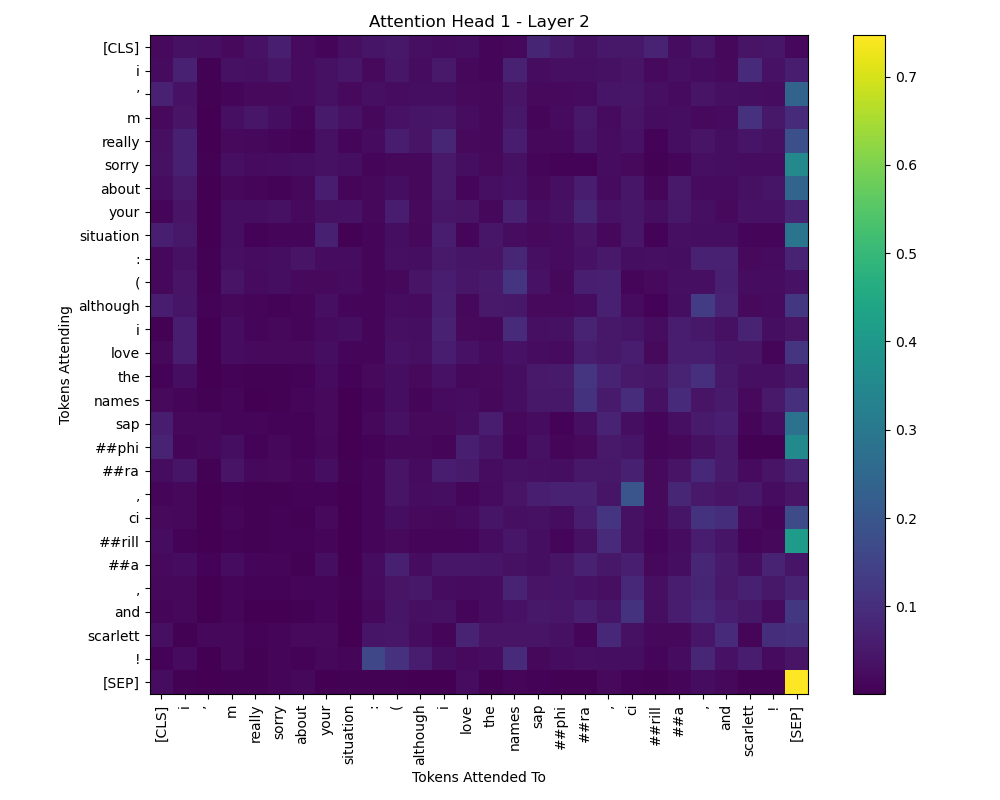 Attention Head 1 - Layer 2
Tokens Attending
[CLS]
i
’
m
really
sorry
about
your
situation
:
(
although
i
love
the
names
sap
##phi
##ra
,
ci
##rill
##a
,
and
scarlett
!
[SEP]
[CLS]
i
’
m
really
sorry
about
your
situation
:
(
although
i
love
the
names
sap
##phi
##ra
,
ci
##rill
##a
,
and
scarlett
!
[SEP]
Tokens Attended To
0.7
0.6
0.5
0.4
0.3
0.2
0.1